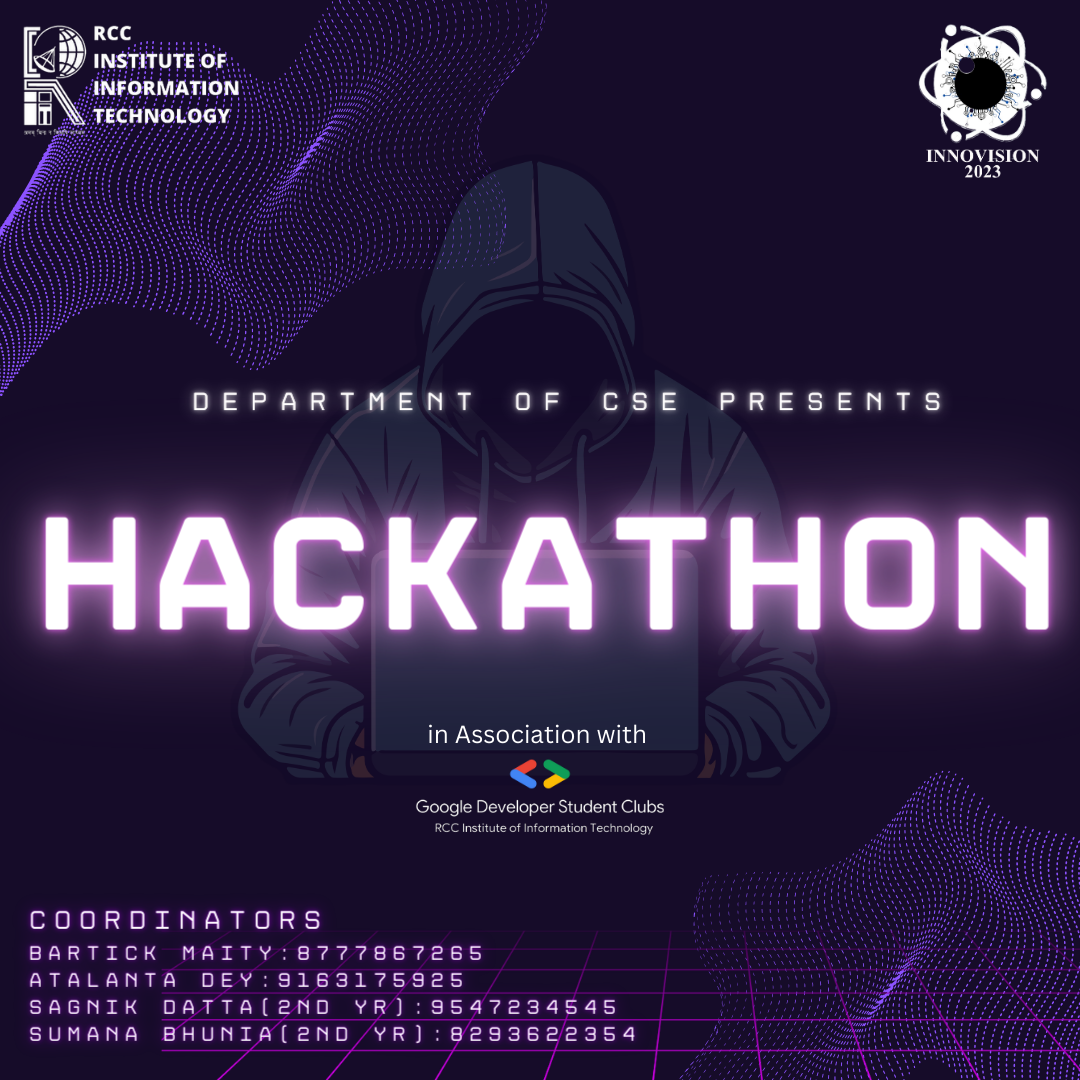 RCC
INSTITUTE OF
INFORMATION
TECHNOLOGY
INNOVISION
2023
DEPARTMENT OF CSE PRESENTS
HACKATHON
in Association with
Google Developer Student Clubs
RCC Institute of Information Technology
COORDINATORS
BARTICK MAITY:8777867265
ATALANTA DEY:9163175925
SAGNIK DATTA(2ND YR):9547234545
SUMANA BHUNIA(2ND YR):8293622354